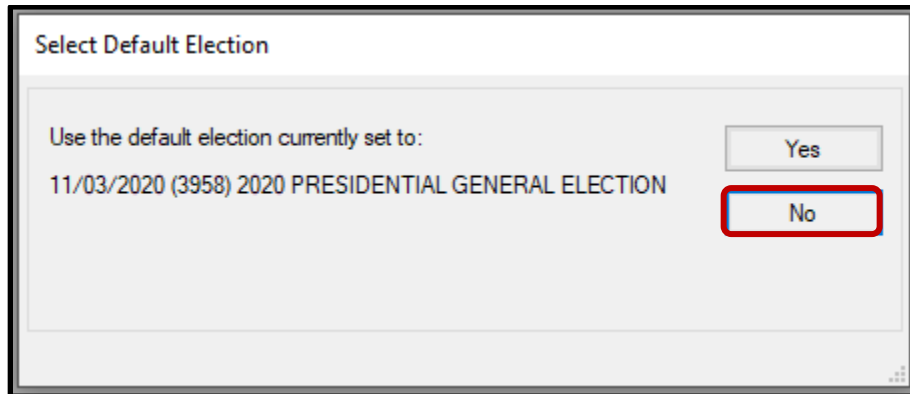 Select Default Election
Use the default election currently set to:
Yes
11/03/2020 (3958) 2020 PRESIDENTIAL GENERAL ELECTION
No